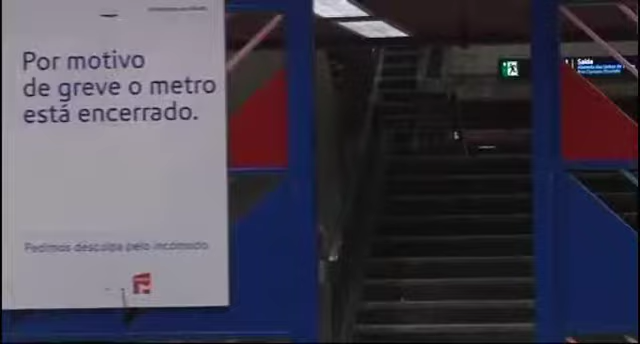 Por motivo
de greve o metro
está encerrado.
Pedimos desculpa pelo incómodo.
Saída